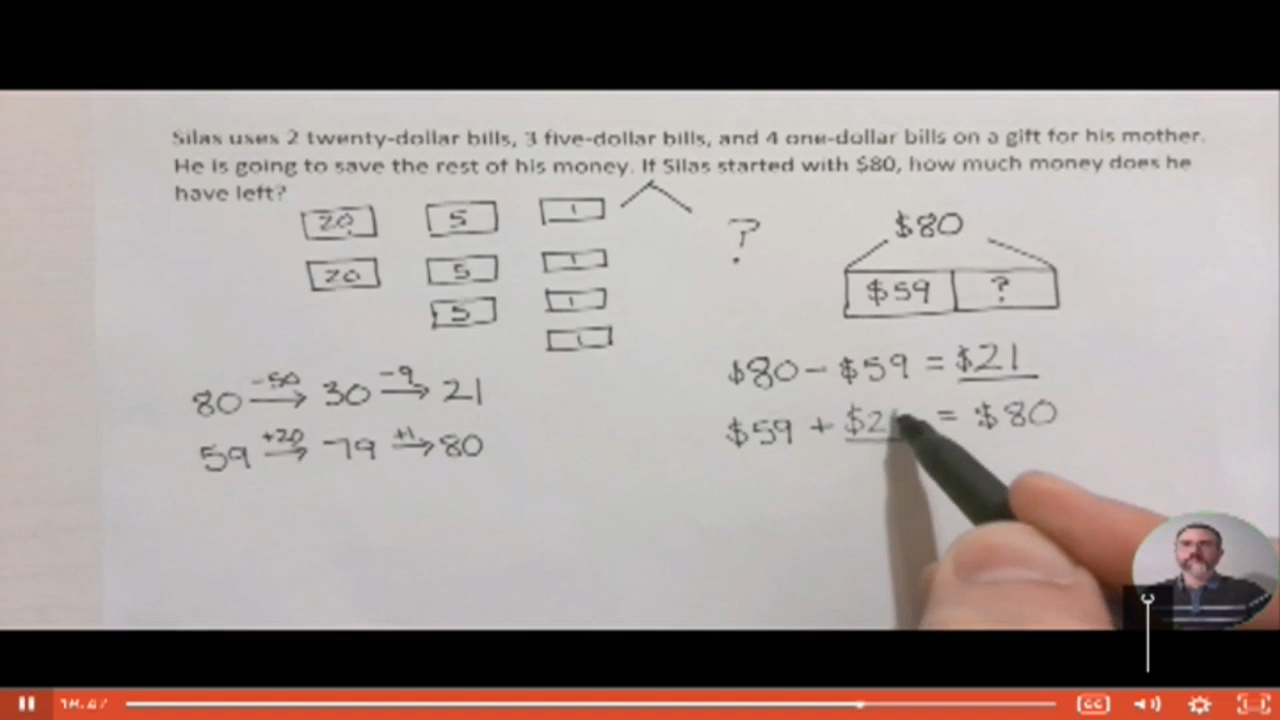 Silas uses 2 twenty-dollar bills, 3 five-dollar bills, and 4 one-dollar bills on a gift for his mother.
He is going to save the rest of his money. If Silas started with $80, how much money does he
have left?
20 5 1
20 5 1
5 1
1
?
$80
$59 ?
80 -50 30 -9 21
59 +20 79 +1 80
$80 - $59 = $21
$59 + = $80
CC